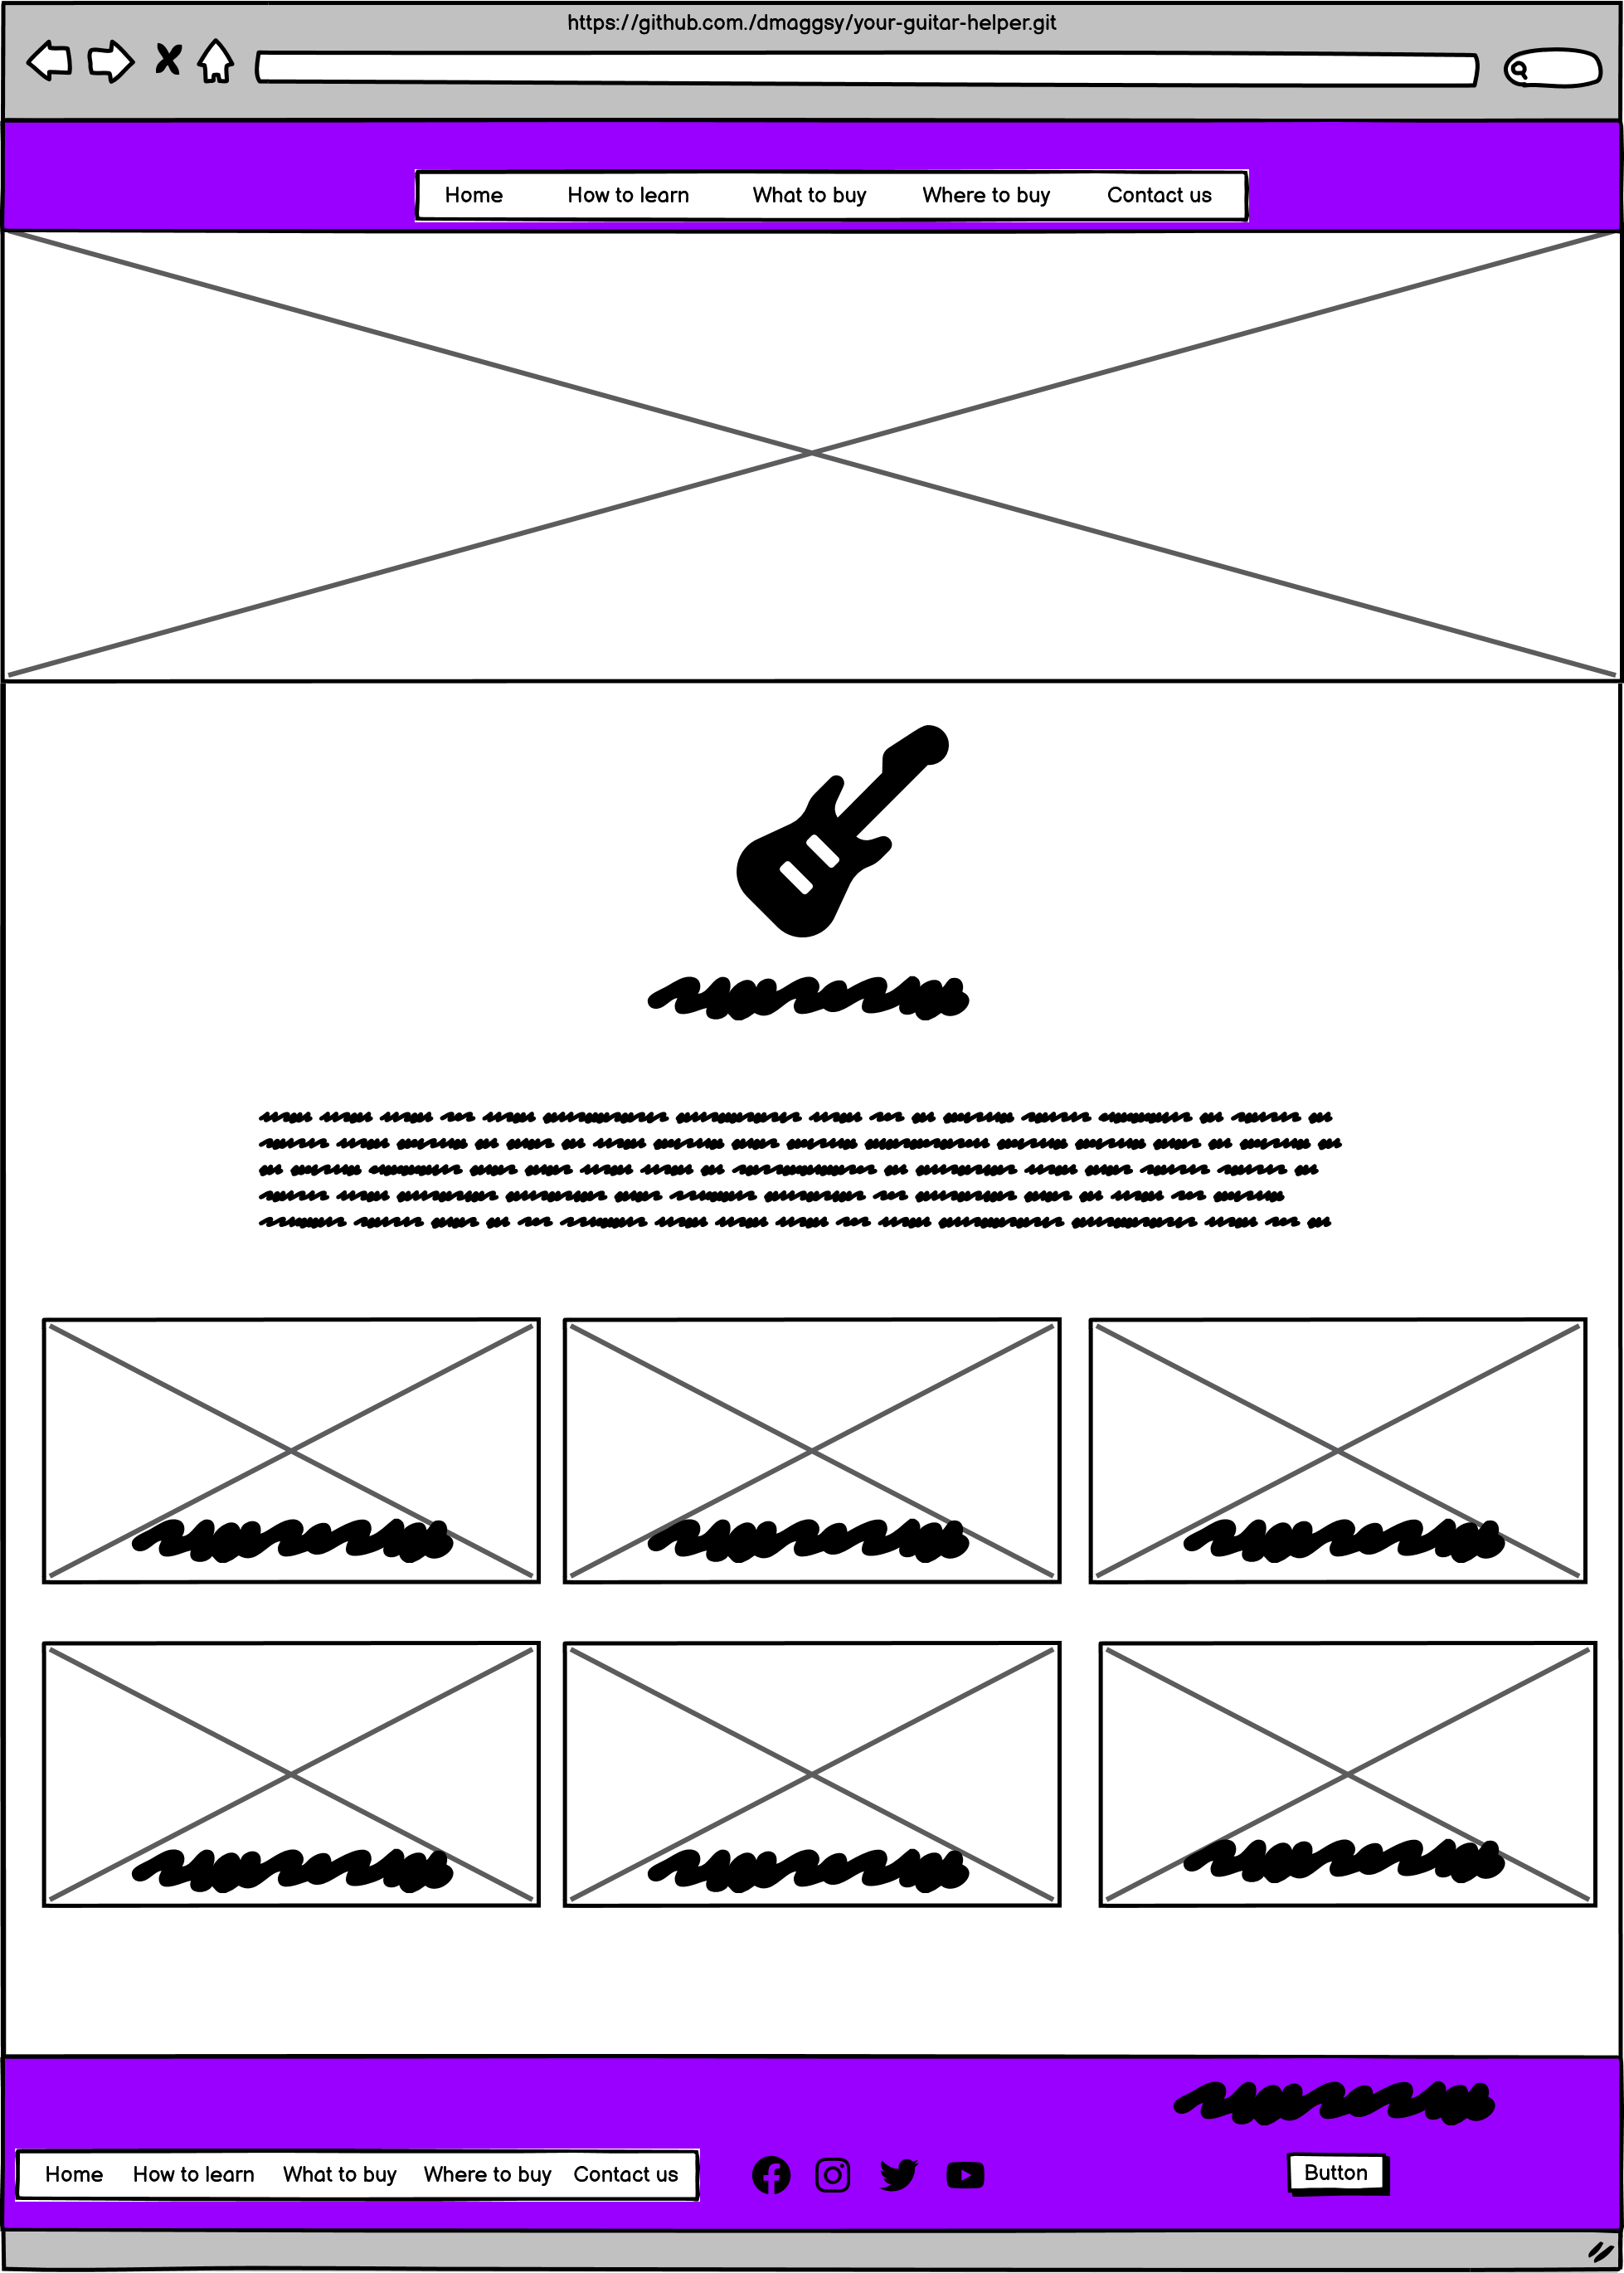 https://github.com./dmaggsy/your-guitar-helper.git
Home How to learn What to buy Where to buy Contact us
Home How to learn What to buy Where to buy Contact us
Button